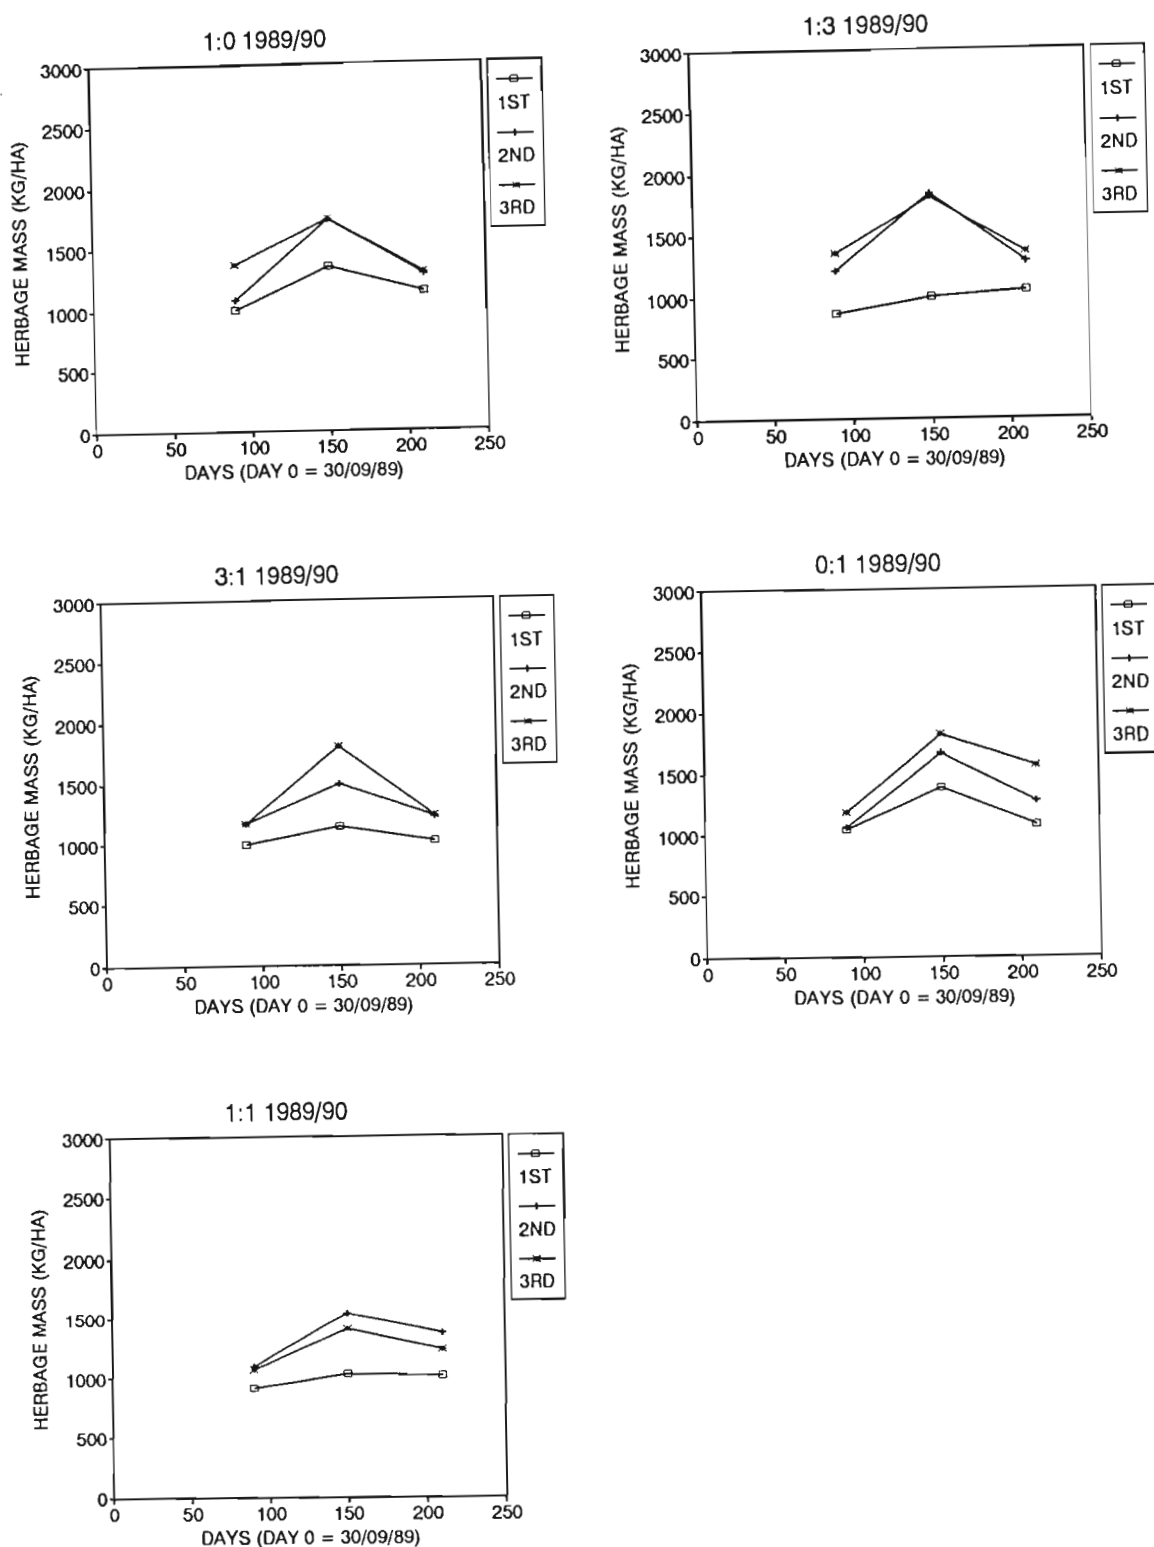 1:0 1989/90
3000
2500
2000
1500
1000
500
0
HERBAGE MASS (KG/HA)
0 50 100 150 200 250
DAYS (DAY 0 = 30/09/89)
1ST
2ND
3RD
1:3 1989/90
3000
2500
2000
1500
1000
500
0
HERBAGE MASS (KG/HA)
0 50 100 150 200 250
DAYS (DAY 0 = 30/09/89)
1ST
2ND
3RD
3:1 1989/90
3000
2500
2000
1500
1000
500
0
HERBAGE MASS (KG/HA)
0 50 100 150 200 250
DAYS (DAY 0 = 30/09/89)
1ST
2ND
3RD
0:1 1989/90
3000
2500
2000
1500
1000
500
0
HERBAGE MASS (KG/HA)
0 50 100 150 200 250
DAYS (DAY 0 = 30/09/89)
1ST
2ND
3RD
1:1 1989/90
3000
2500
2000
1500
1000
500
0
HERBAGE MASS (KG/HA)
0 50 100 150 200 250
DAYS (DAY 0 = 30/09/89)
1ST
2ND
3RD